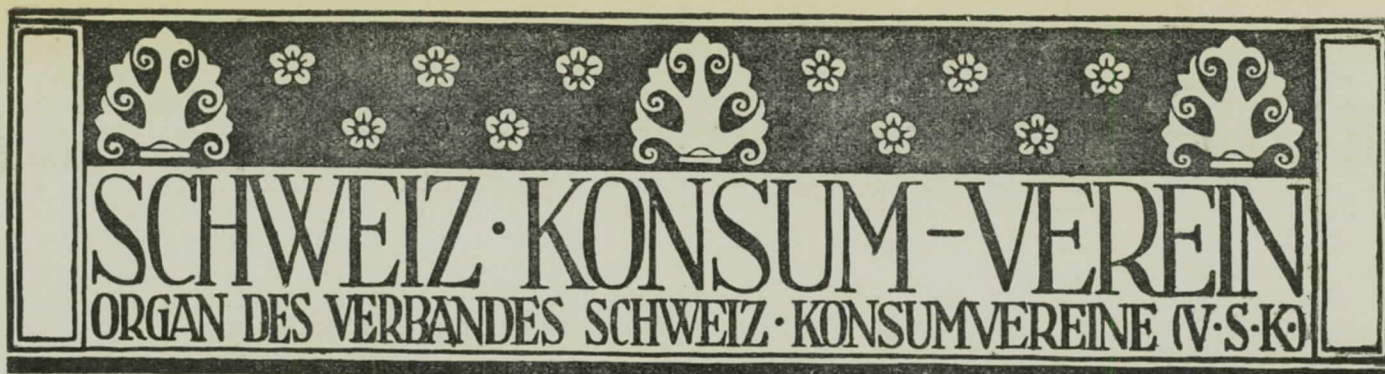 SCHWEIZ · KONSUM-VEREIN
ORGAN DES VERBANDES SCHWEIZ · KONSUMVEREINE (V·S·K·)